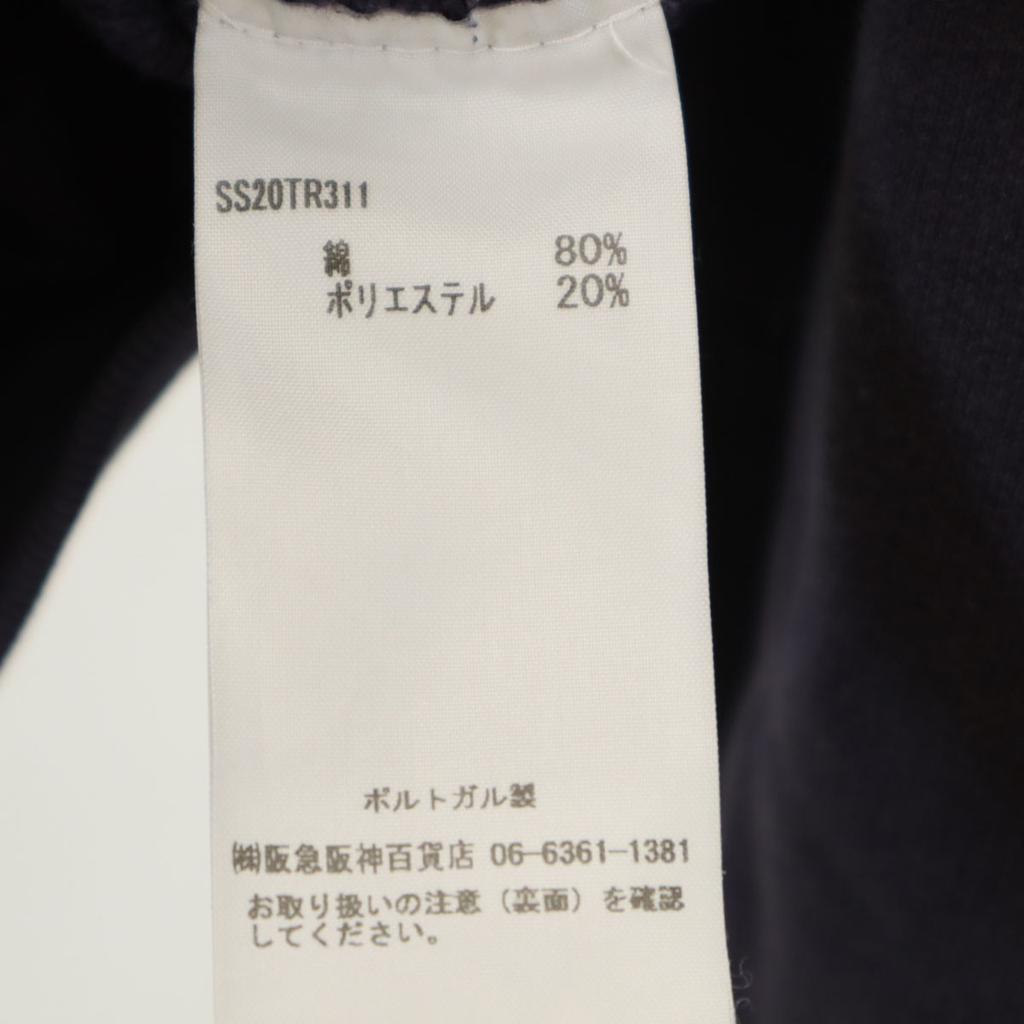 SS20TR311
綿 80%
ポリエステル 20%
ポルトガル製
㈱阪急阪神百貨店 06-6361-1381
お取り扱いの注意（裏面）を確認
してください。